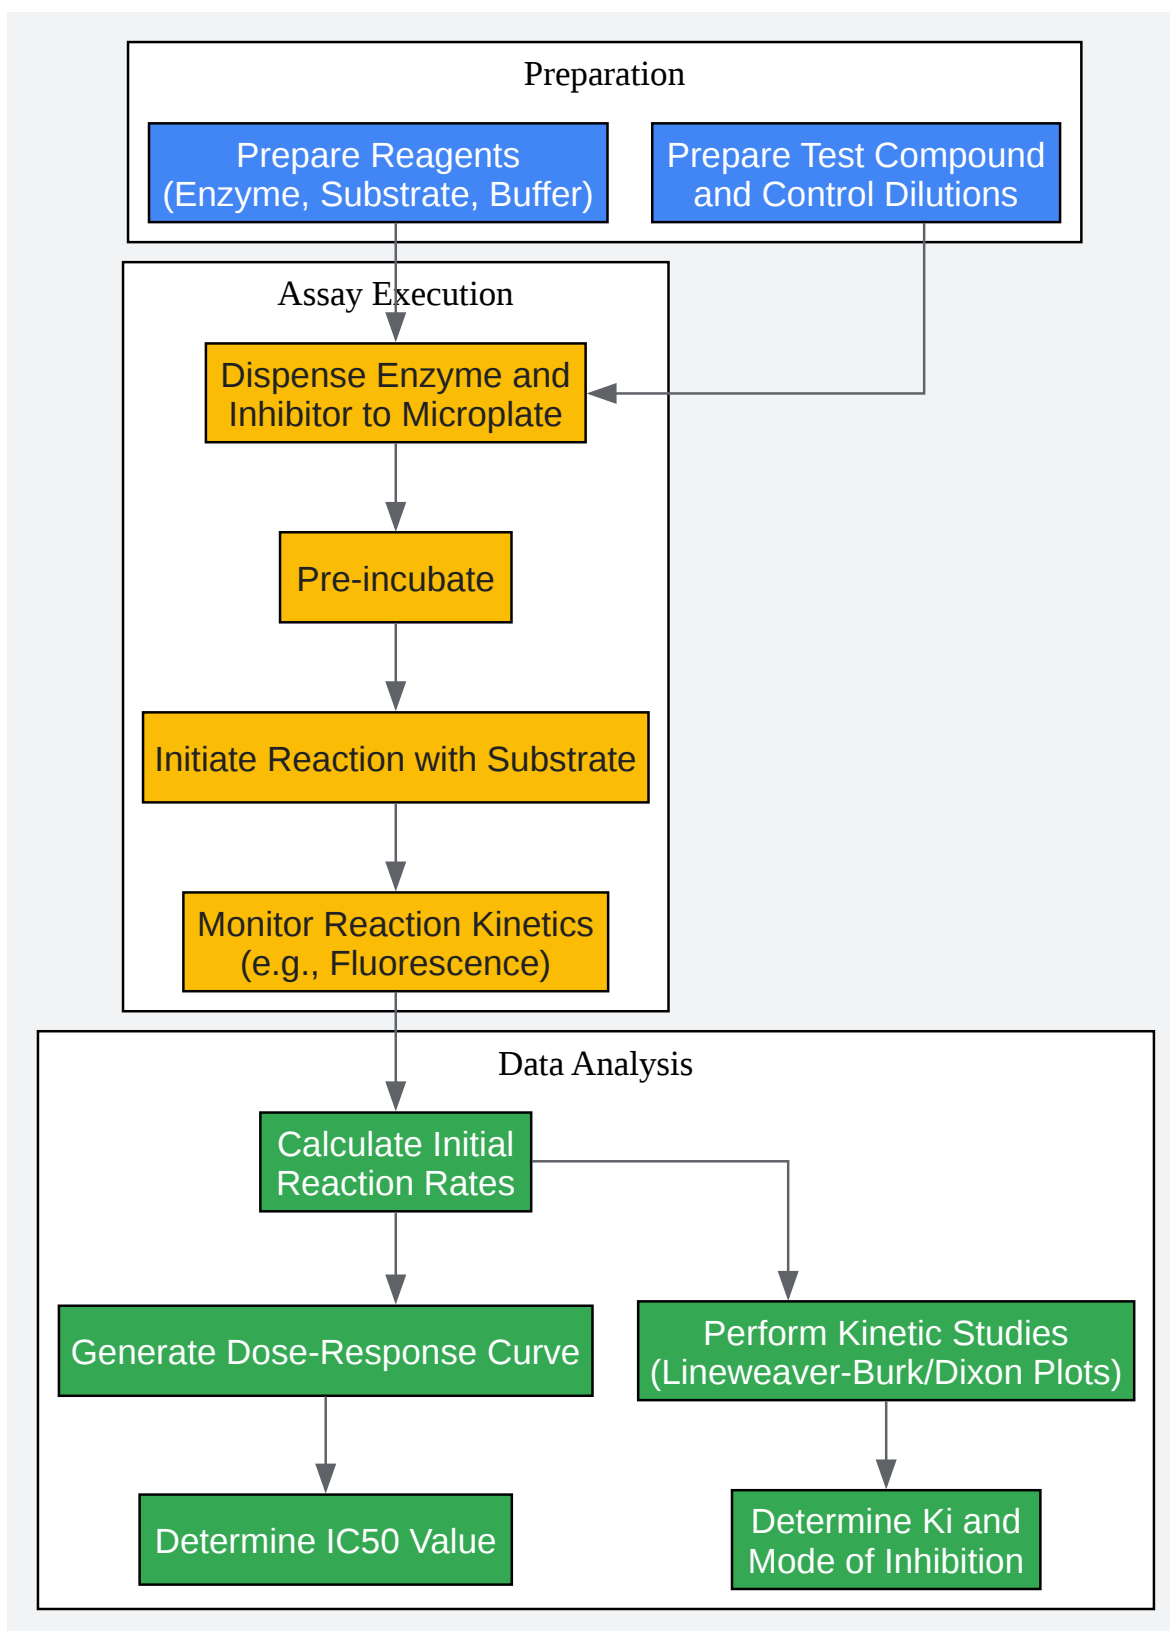 Preparation
Prepare Reagents
(Enzyme, Substrate, Buffer)
Prepare Test Compound
and Control Dilutions
Assay Execution
Dispense Enzyme and
Inhibitor to Microplate
Pre-incubate
Initiate Reaction with Substrate
Monitor Reaction Kinetics
(e.g., Fluorescence)
Data Analysis
Calculate Initial
Reaction Rates
Generate Dose-Response Curve
Perform Kinetic Studies
(Lineweaver-Burk/Dixon Plots)
Determine IC50 Value
Determine Ki and
Mode of Inhibition